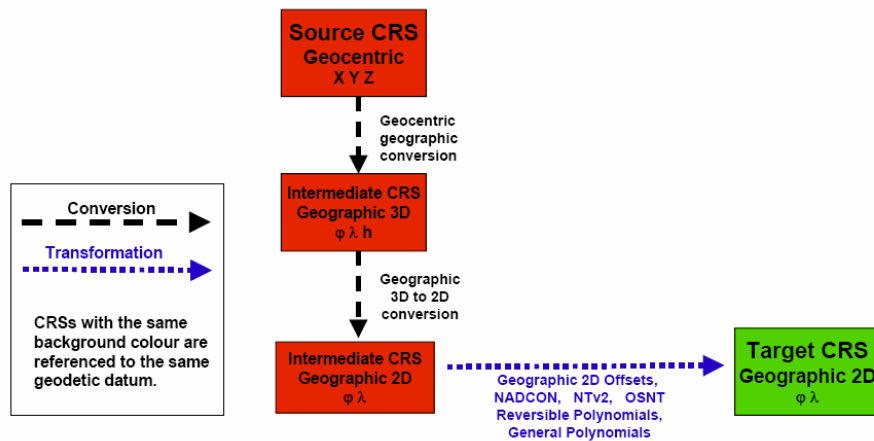 Source CRS
Geocentric
X Y Z
Geocentric
geographic
conversion
Intermediate CRS
Geographic 3D
φ λ h
Geographic
3D to 2D
conversion
Intermediate CRS
Geographic 2D
φ λ
Conversion
Transformation
CRSs with the same
background colour are
referenced to the same
geodetic datum.
Geographic 2D Offsets,
NADCON, NTv2, OSNT
Reversible Polynomials,
General Polynomials
Target CRS
Geographic 2D
φ λ